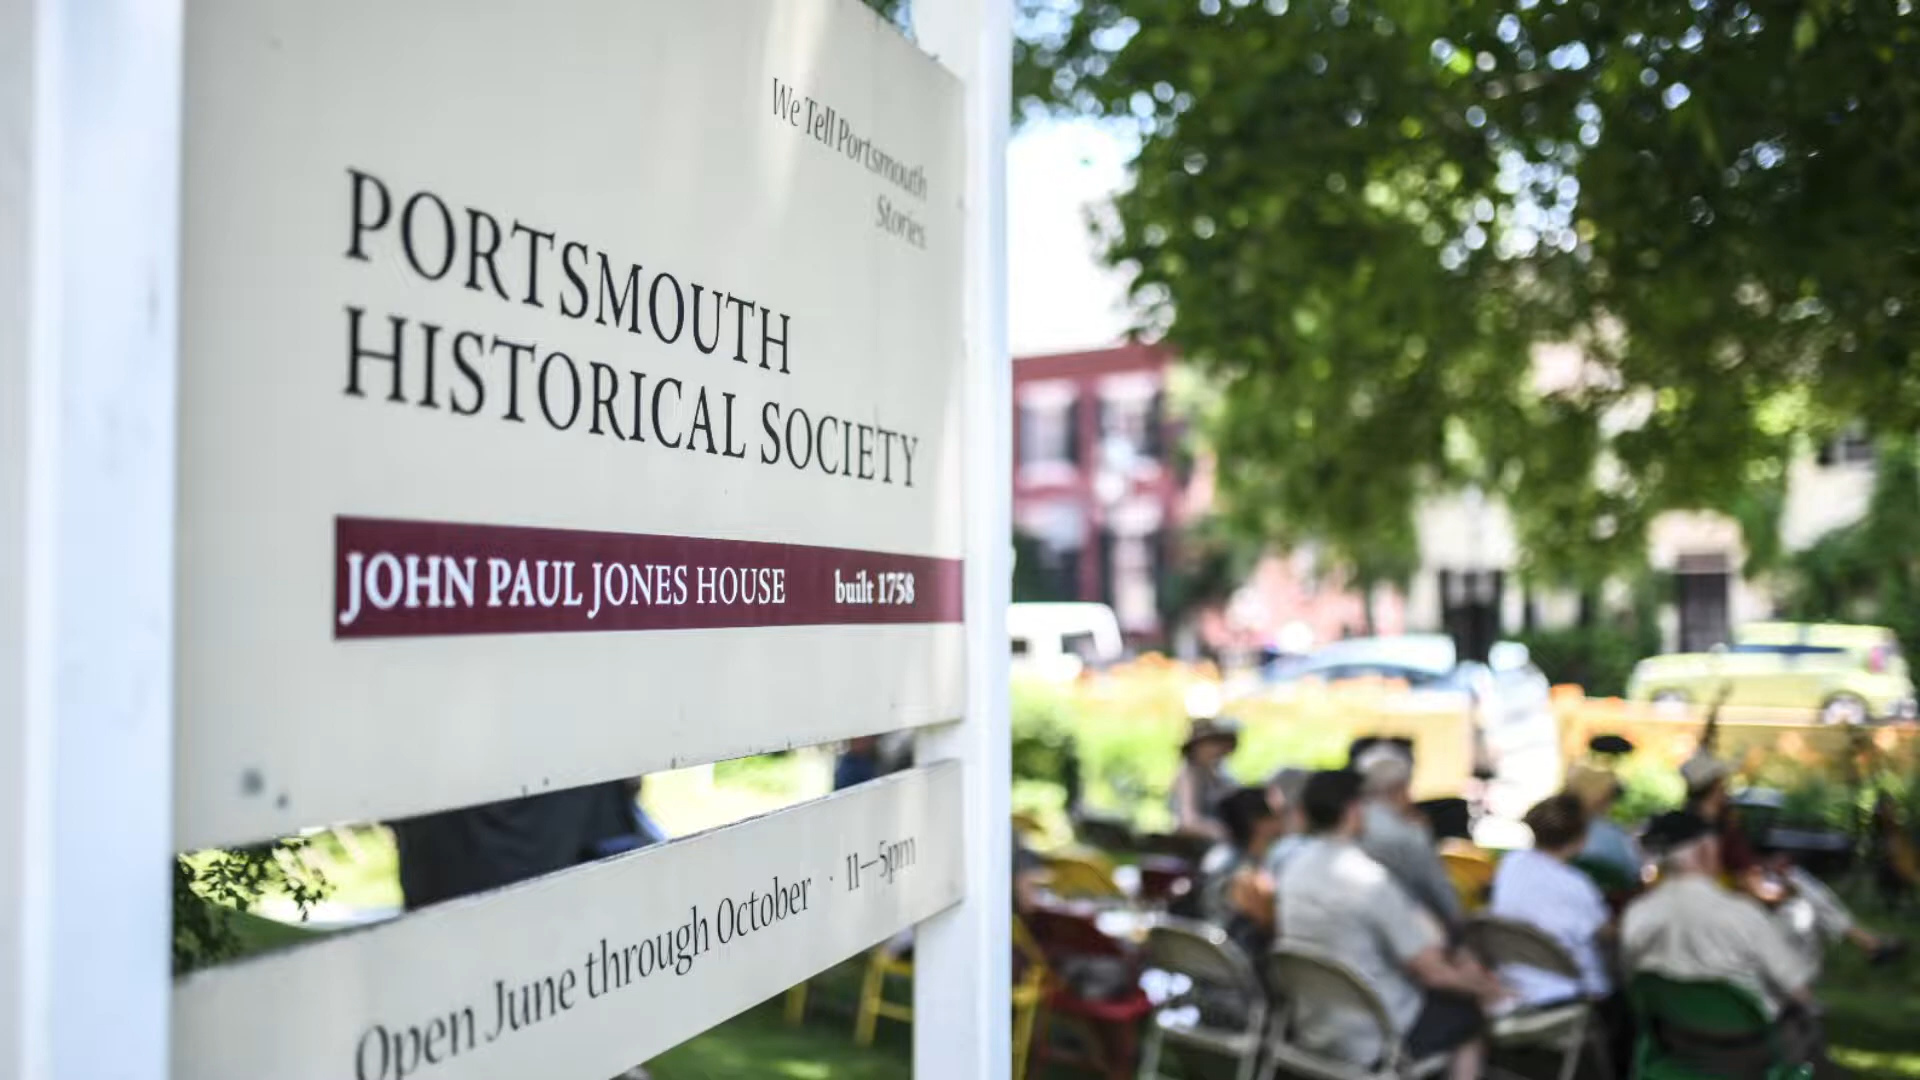 We Tell Portsmouth
Stories.
PORTSMOUTH
HISTORICAL SOCIETY
JOHN PAUL JONES HOUSE built 1758
Open June through October · 11–5pm